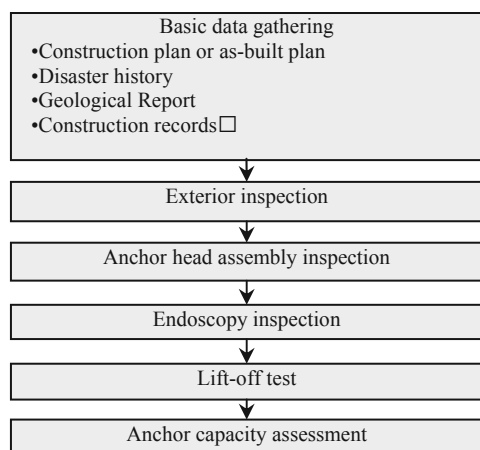 Basic data gathering
•Construction plan or as-built plan
•Disaster history
•Geological Report
•Construction records□
Exterior inspection
Anchor head assembly inspection
Endoscopy inspection
Lift-off test
Anchor capacity assessment